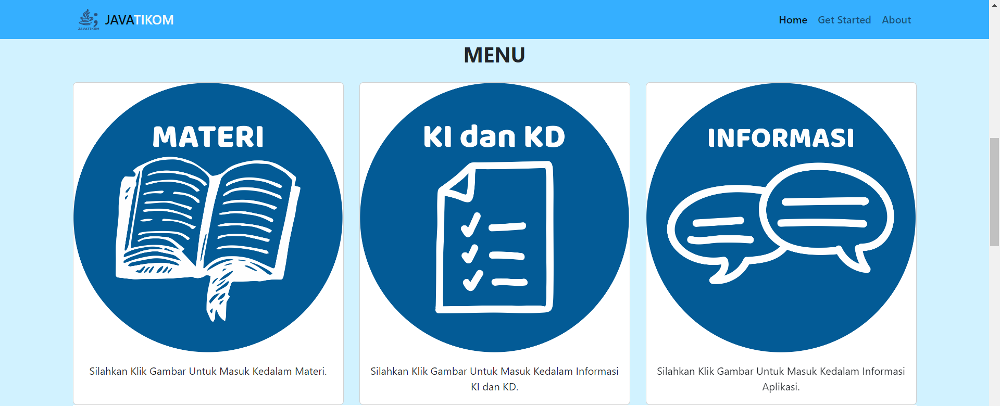 JAVATIKOM
JAVATIKOM
Home
Get Started
About
MENU
MATERI
Silahkan Klik Gambar Untuk Masuk Kedalam Materi.
KI dan KD
Silahkan Klik Gambar Untuk Masuk Kedalam Informasi
KI dan KD.
INFORMASI
Silahkan Klik Gambar Untuk Masuk Kedalam Informasi
Aplikasi.